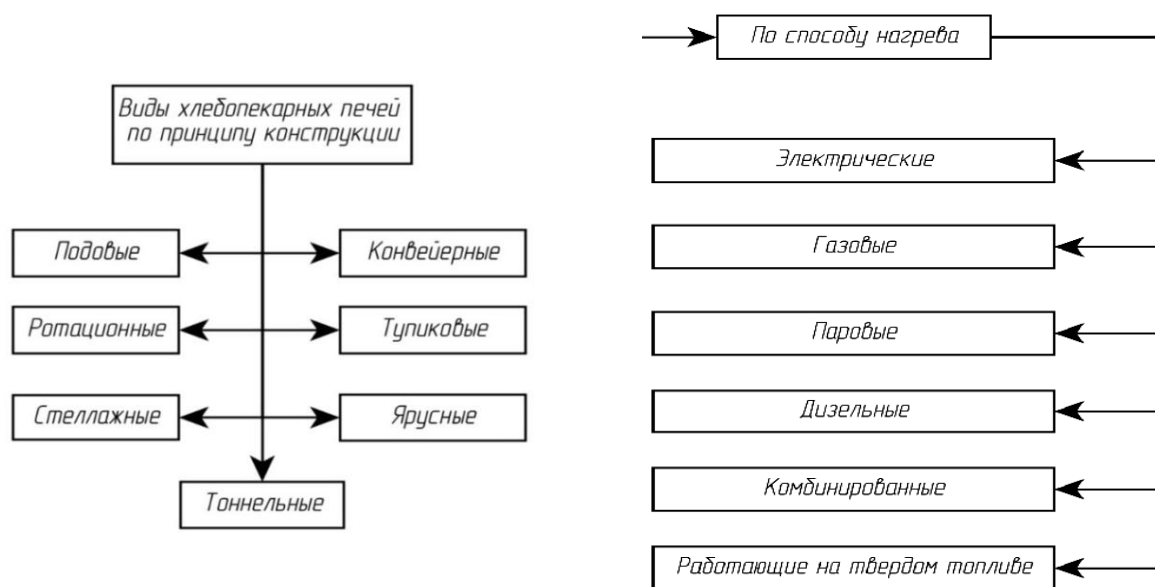 Виды хлебопекарных печей
по принципу конструкции
Подовые
Конвейерные
Ротационные
Тупиковые
Стеллажные
Ярусные
Тоннельные
По способу нагрева
Электрические
Газовые
Паровые
Дизельные
Комбинированные
Работающие на твердом топливе